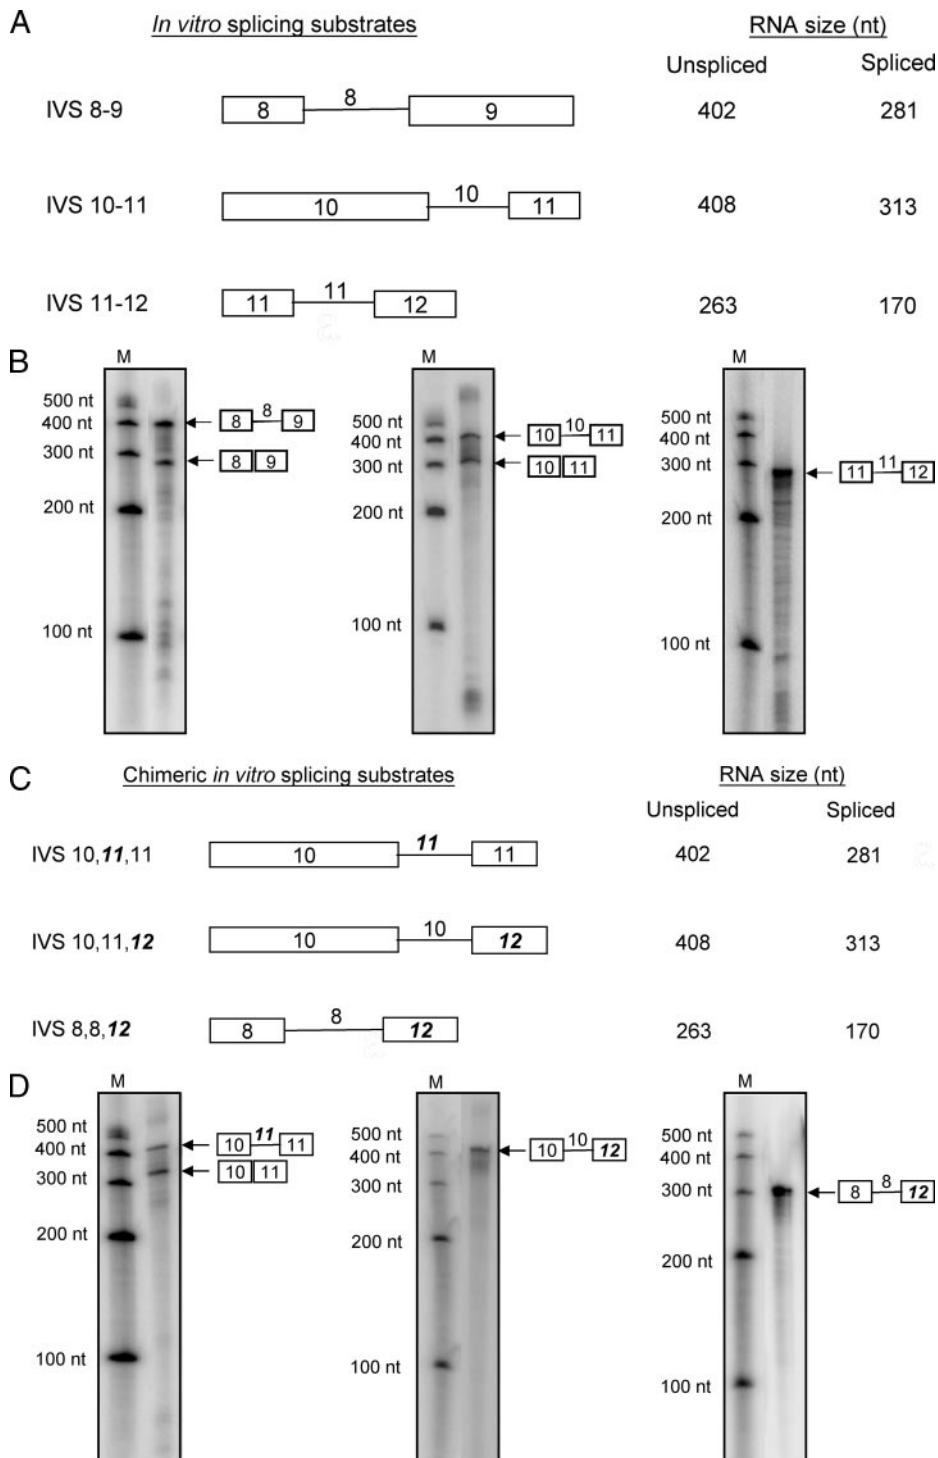 A
In vitro splicing substrates
RNA size (nt)
Unspliced
Spliced
IVS 8-9
8
8
9
402
281
IVS 10-11
10
10
11
408
313
IVS 11-12
11
11
12
263
170
B
M
500 nt
400 nt
300 nt
200 nt
100 nt
8
8
9
8
9
M
500 nt
400 nt
300 nt
200 nt
100 nt
10
10
11
10
11
M
500 nt
400 nt
300 nt
200 nt
100 nt
11
11
12
C
Chimeric in vitro splicing substrates
RNA size (nt)
Unspliced
Spliced
IVS 10,11,11
10
11
11
402
281
IVS 10,11,12
10
10
12
408
313
IVS 8,8,12
8
8
12
263
170
D
M
500 nt
400 nt
300 nt
200 nt
100 nt
11
10
11
10
11
M
500 nt
400 nt
300 nt
200 nt
100 nt
10
10
12
M
500 nt
400 nt
300 nt
200 nt
100 nt
8
8
12